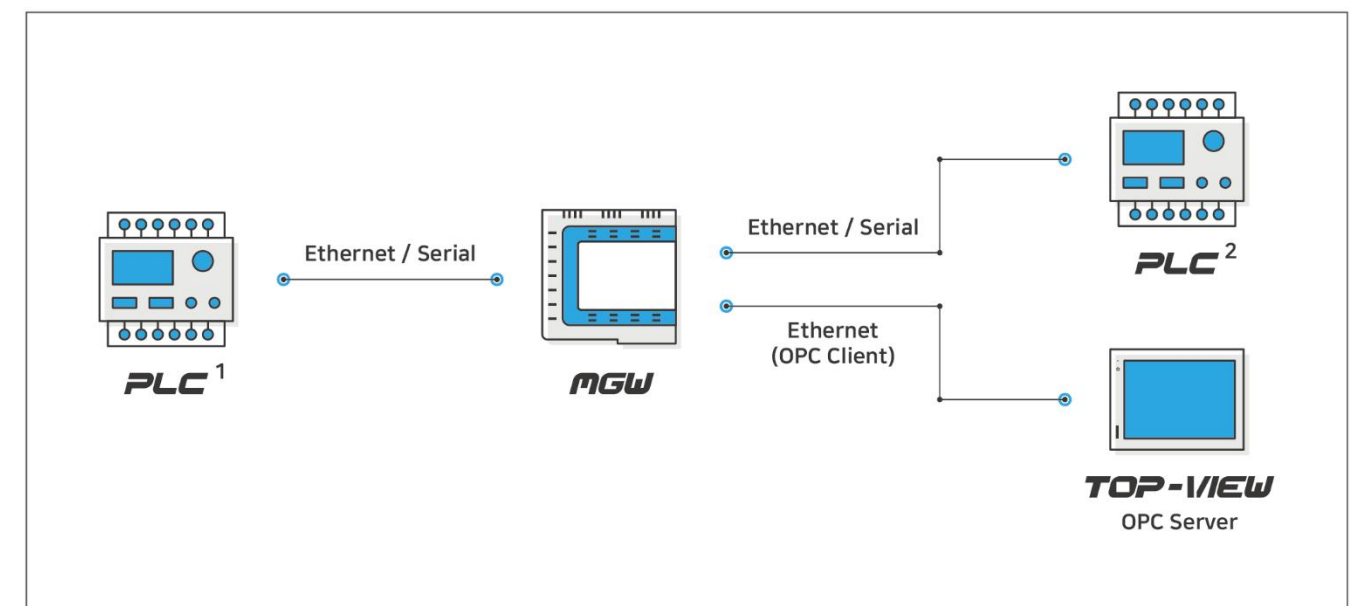 Ethernet / Serial
PLC 1
MGW
Ethernet / Serial
Ethernet
(OPC Client)
PLC 2
TOP-VIEW
OPC Server